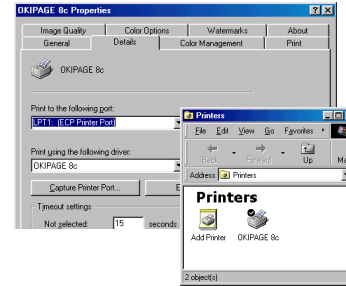 OKIPAGE 8c Properties
Image Quality Color Options Watermarks About
General Details Color Management Print
OKIPAGE 8c
Print to the following port:
LPT1: (ECP Printer Port)
Print using the following driver:
OKIPAGE 8c
Capture Printer Port...
Timeout settings
Not selected: 15 seconds
Printers
File Edit View Go Favorites
Back Forward Up
Address Printers
Printers
Add Printer OKIPAGE 8c
2 object(s)